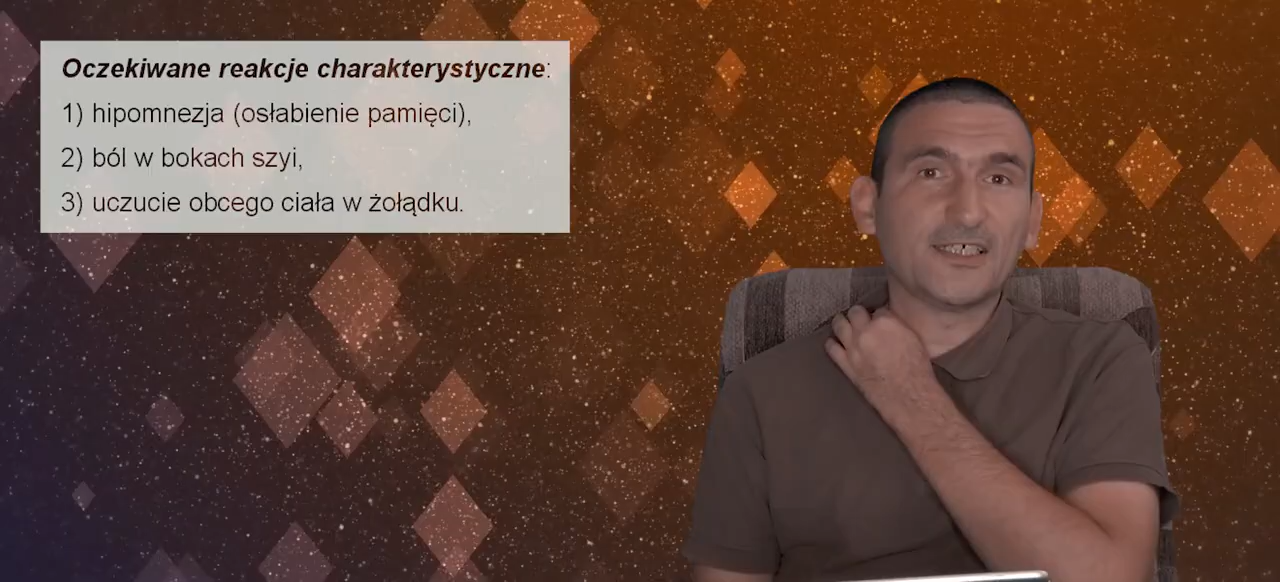 Oczekiwane reakcje charakterystyczne:
1) hipomnezja (osłabienie pamięci),
2) ból w bokach szyi,
3) uczucie obcego ciała w żołądku.